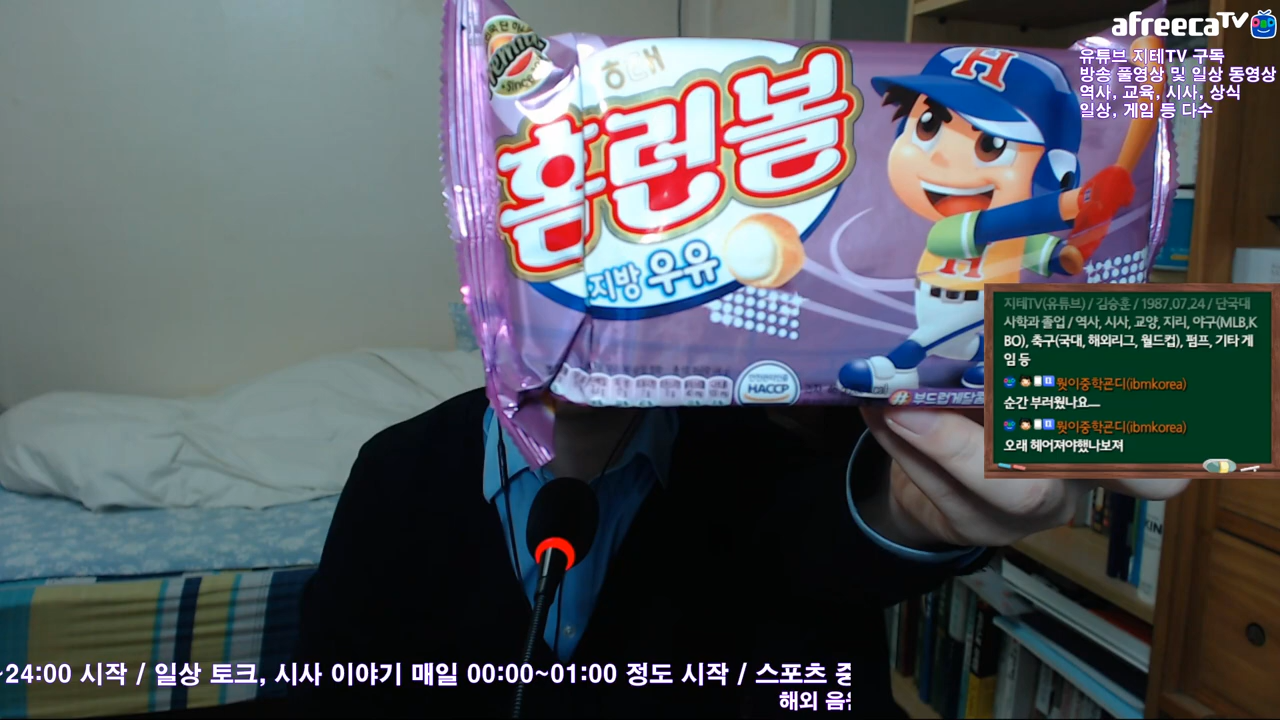 afreecaTV
유튜브 지테TV 구독
방송 풀영상 및 일상 동영상
역사, 교육, 시사, 상식
일상, 게임 등 다수
해태
홈런볼
지방 우유
H
H
HACCP
#부드럽게달콤
지테TV(유튜브) / 김승훈 / 1987.07.24 / 단국대
사학과 졸업 / 역사, 시사, 교양, 지리, 야구(MLB,K
BO), 축구(국대, 해외리그, 월드컵), 펌프, 기타 게
임 등
웟이중학쫀디(ibmkorea)
순간 부러웠나요....
웟이중학쫀디(ibmkorea)
오래 헤어져야했나보져
~24:00 시작 / 일상 토크, 시사 이야기 매일 00:00~01:00 정도 시작 / 스포츠 중
해외 음